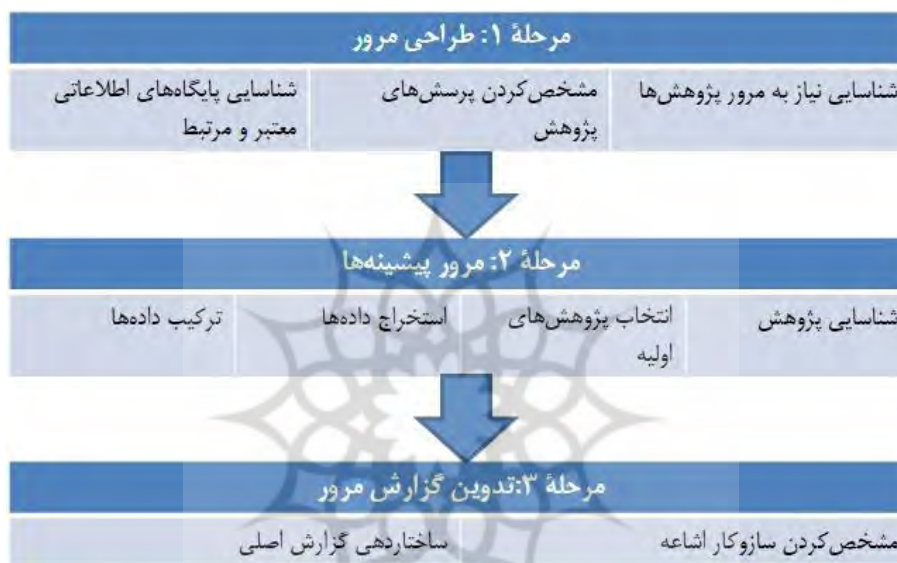 مرحلهٔ ۱: طراحی مرور
شناسایی نیاز به مرور پژوهش‌ها
مشخص‌کردن پرسش‌های
پژوهش
شناسایی پایگاه‌های اطلاعاتی
معتبر و مرتبط
مرحلهٔ ۲: مرور پیشینه‌ها
شناسایی پژوهش
انتخاب پژوهش‌های
اولیه
استخراج داده‌ها
ترکیب داده‌ها
مرحلهٔ ۳:تدوین گزارش مرور
مشخص‌کردن سازوکار اشاعه
ساختاردهی گزارش اصلی